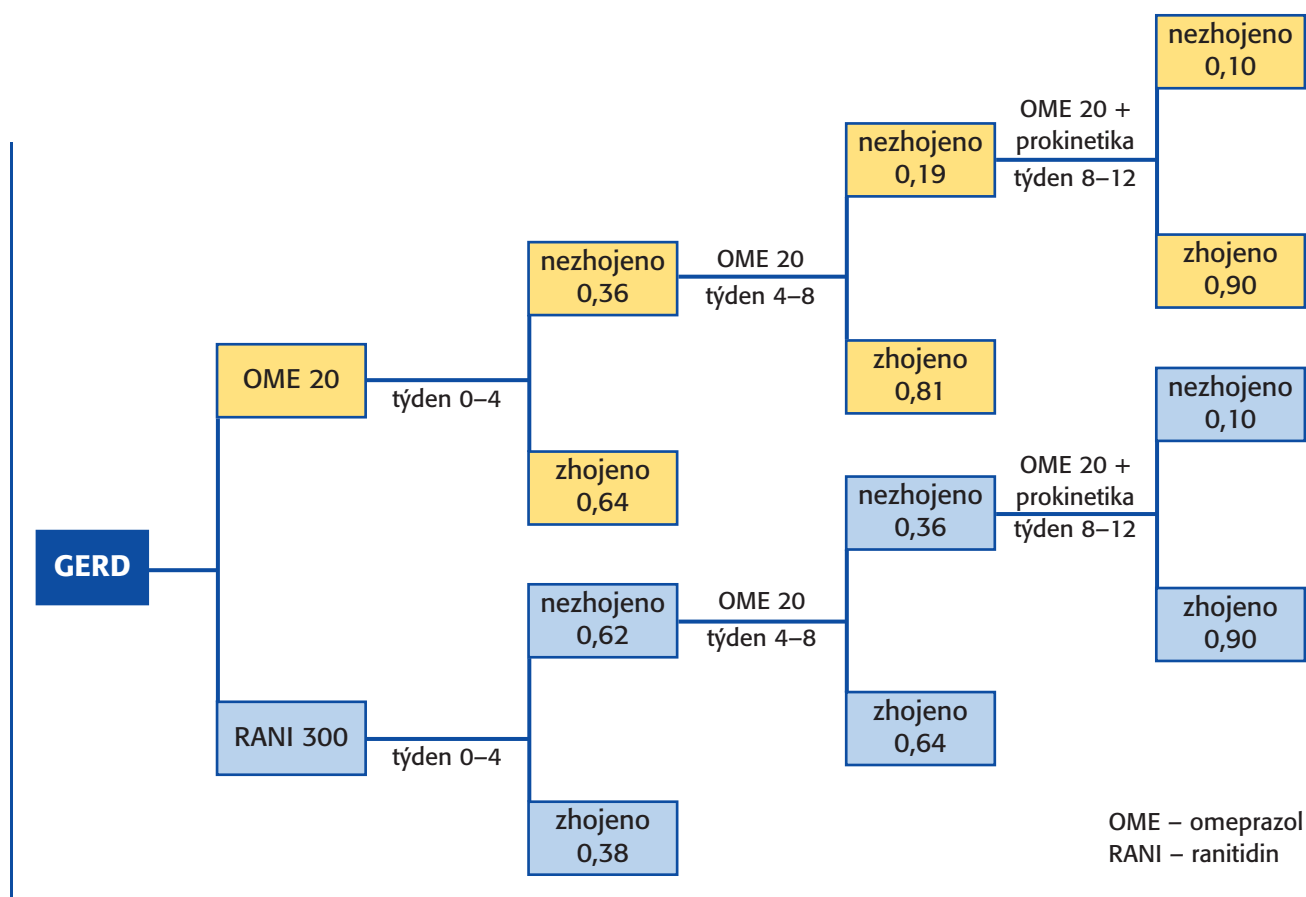 nezhojeno
0,10
OME 20 +
prokinetika
týden 8–12
nezhojeno
0,19
zhojeno
0,90
nezhojeno
0,36
OME 20
týden 4–8
zhojeno
0,81
OME 20
týden 0–4
zhojeno
0,64
nezhojeno
0,10
OME 20 +
prokinetika
týden 8–12
nezhojeno
0,36
zhojeno
0,90
GERD
nezhojeno
0,62
OME 20
týden 4–8
zhojeno
0,64
RANI 300
týden 0–4
zhojeno
0,38
OME – omeprazol
RANI – ranitidin